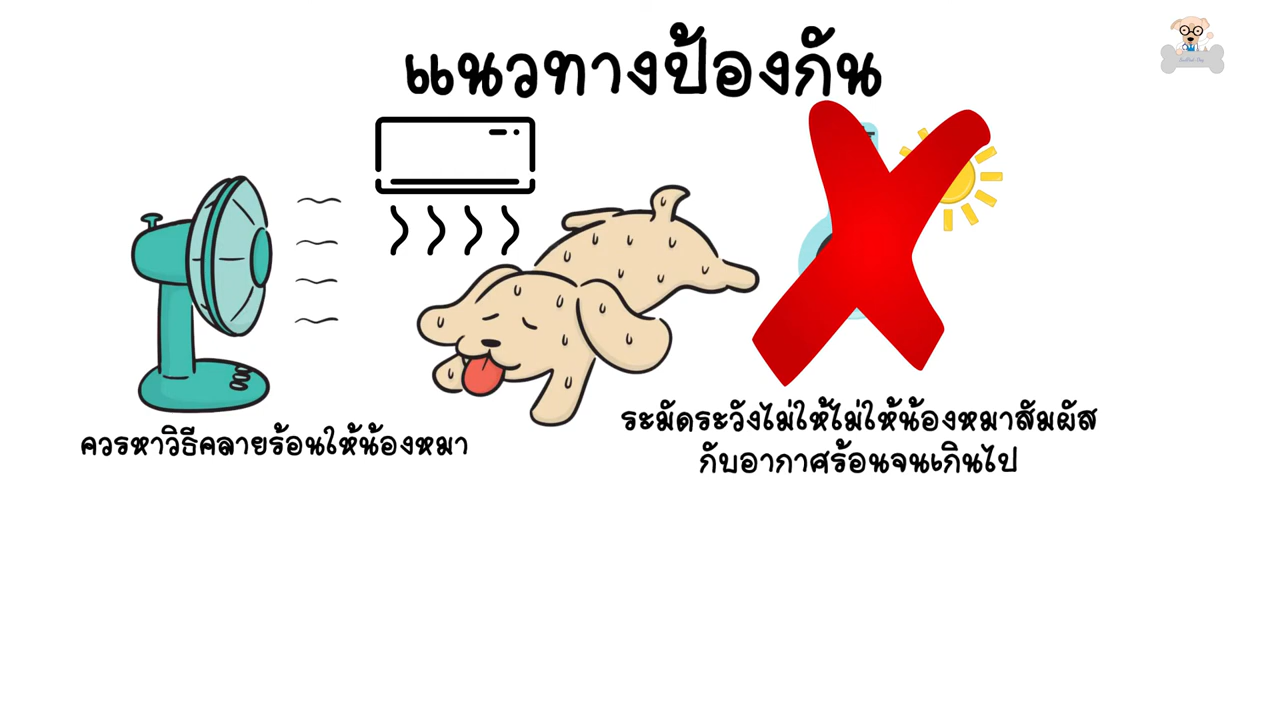 แนวทางป้องกัน
ควรหาวิธีคลายร้อนให้น้องหมา
ระมัดระวังไม่ให้ไม่ให้น้องหมาสัมผัส
กับอากาศร้อนจนเกินไป